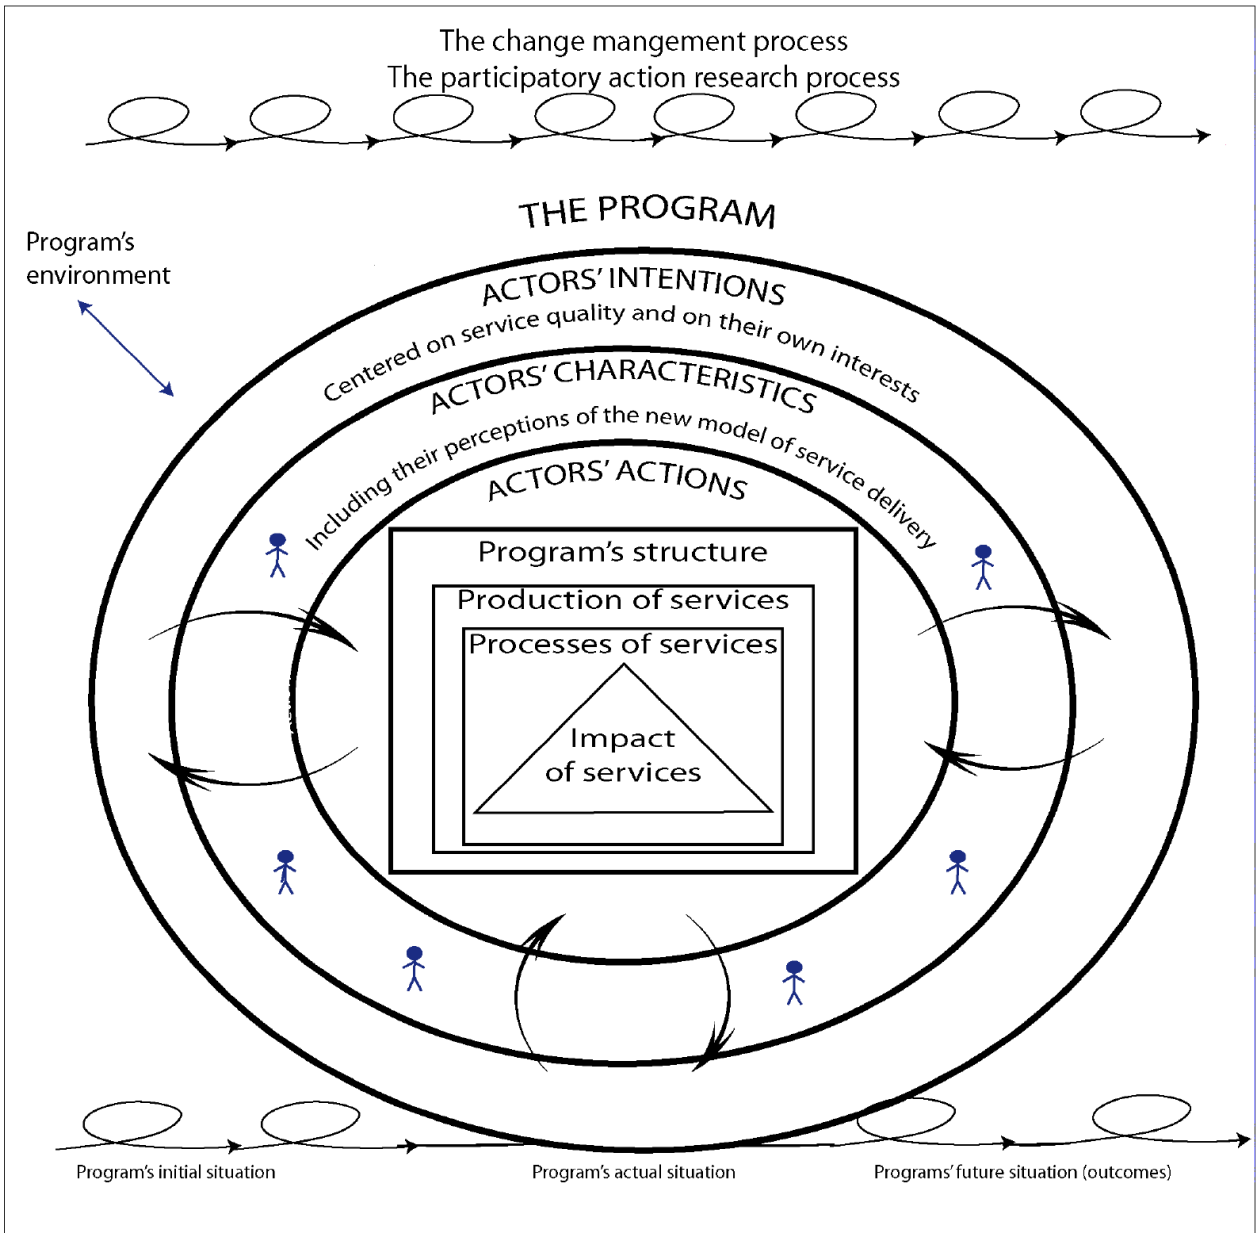 The change mangement process
The participatory action research process
THE PROGRAM
Program's
environment
ACTORS' INTENTIONS
Centered on service quality and on their own interests
ACTORS' CHARACTERISTICS
Including their perceptions of the new model of service delivery
ACTORS' ACTIONS
Program's structure
Production of services
Processes of services
Impact
of services
Program's initial situation
Program's actual situation
Programs' future situation (outcomes)